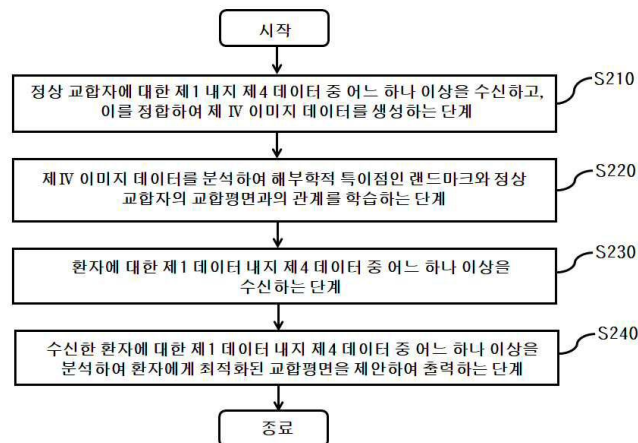 시작
정상 교합자에 대한 제1 내지 제4 데이터 중 어느 하나 이상을 수신하고,
이를 정합하여 제 Ⅳ 이미지 데이터를 생성하는 단계
S210
제Ⅳ 이미지 데이터를 분석하여 해부학적 특이점인 랜드마크와 정상
교합자의 교합평면과의 관계를 학습하는 단계
S220
환자에 대한 제1 데이터 내지 제4 데이터 중 어느 하나 이상을
수신하는 단계
S230
수신한 환자에 대한 제1 데이터 내지 제4 데이터 중 어느 하나 이상을
분석하여 환자에게 최적화된 교합평면을 제안하여 출력하는 단계
S240
종료